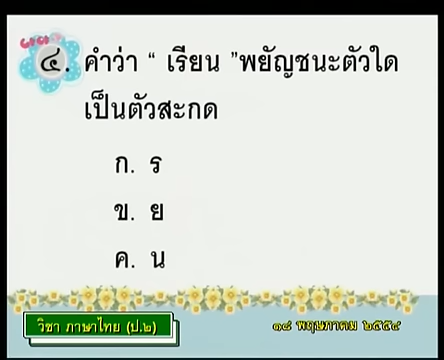 ๔. คำว่า “ เรียน ”พยัญชนะตัวใด
เป็นตัวสะกด
ก. ร
ข. ย
ค. น
วิชา ภาษาไทย (ป.๒)
๑๘ พฤษภาคม ๒๕๕๔